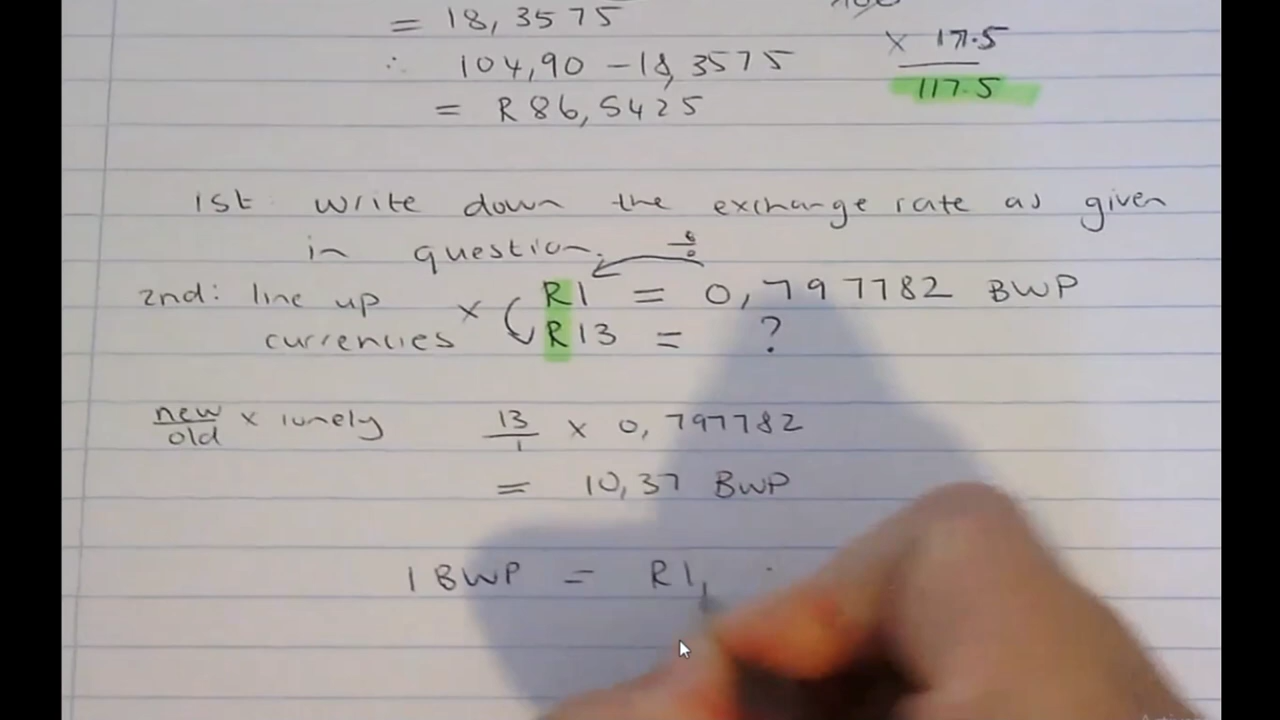 = 18,3575
∴ 104,90 - 18,3575
= R86,5425
x 17.5
117.5
1st: write down the exchange rate as given
in question.
÷
2nd: line up x R1 = 0,797782 BWP
currencies R13 = ?
new/old x lonely 13/1 x 0,797782
= 10,37 BWP
1 BWP = R1,